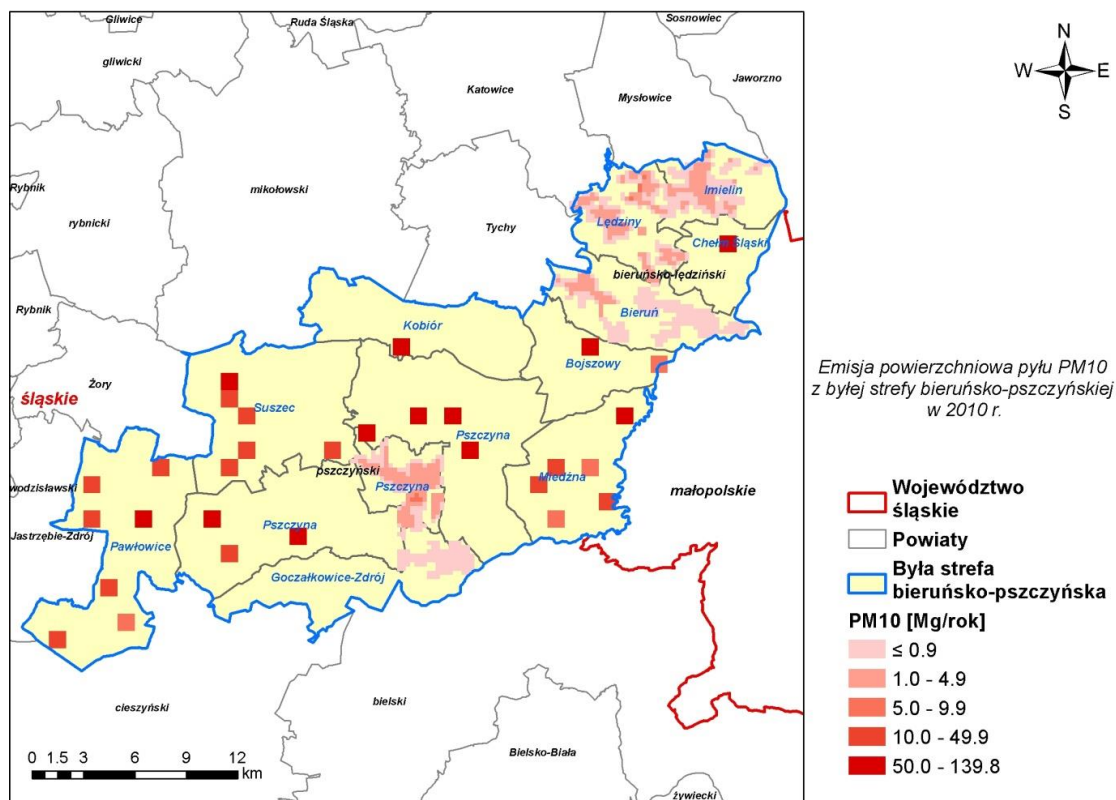 Gliwice
Ruda Śląska
Sosnowiec
gliwicki
Katowice
Mysłowice
Jaworzno
N
W
E
S
Rybnik
mikołowski
rybnicki
Tychy
Imielin
Lędziny
Chełm Śląski
bieruńsko-lędziński
Rybnik
Bieruń
Kobiór
Bojszowy
Żory
śląskie
Suszec
Pszczyna
pszczyński
Pszczyna
Miedźna
małopolskie
wodzisławski
Jastrzębie-Zdrój
Pawłowice
Pszczyna
Goczałkowice-Zdrój
cieszyński
bielski
Bielsko-Biała
żywiecki
0 1.5 3 6 9 12
km
Emisja powierzchniowa pyłu PM10
z byłej strefy bieruńsko-pszczyńskiej
w 2010 r.
Województwo
śląskie
Powiaty
Była strefa
bieruńsko-pszczyńska
PM10 [Mg/rok]
≤ 0.9
1.0 - 4.9
5.0 - 9.9
10.0 - 49.9
50.0 - 139.8